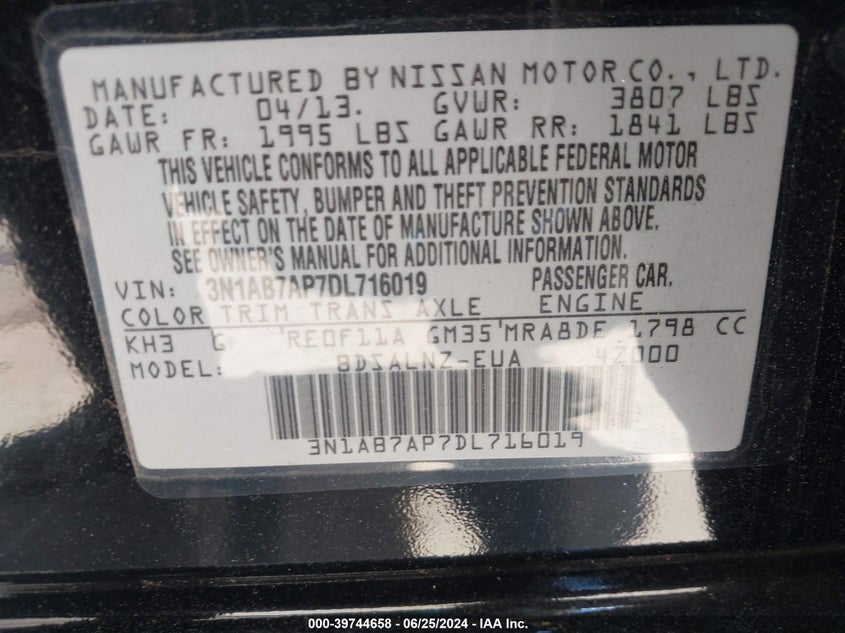 MANUFACTURED BY NISSAN MOTOR CO., LTD.
DATE: 04/13. GVWR: 3807 LBS
GAWR FR: 1995 LBS GAWR RR: 1841 LBS
THIS VEHICLE CONFORMS TO ALL APPLICABLE FEDERAL MOTOR
VEHICLE SAFETY, BUMPER AND THEFT PREVENTION STANDARDS
IN EFFECT ON THE DATE OF MANUFACTURE SHOWN ABOVE.
SEE OWNER'S MANUAL FOR ADDITIONAL INFORMATION.
VIN: 3N1AB7AP7DL716019 PASSENGER CAR.
COLOR TRIM TRANS AXLE ENGINE
KH3 G RE0F11A GM35 MRA8DE 1798 CC
MODEL: BDSALNZ-EUA 42000
3N1AB7AP7DL716019
000-39744658 - 06/25/2024 - IAA Inc.